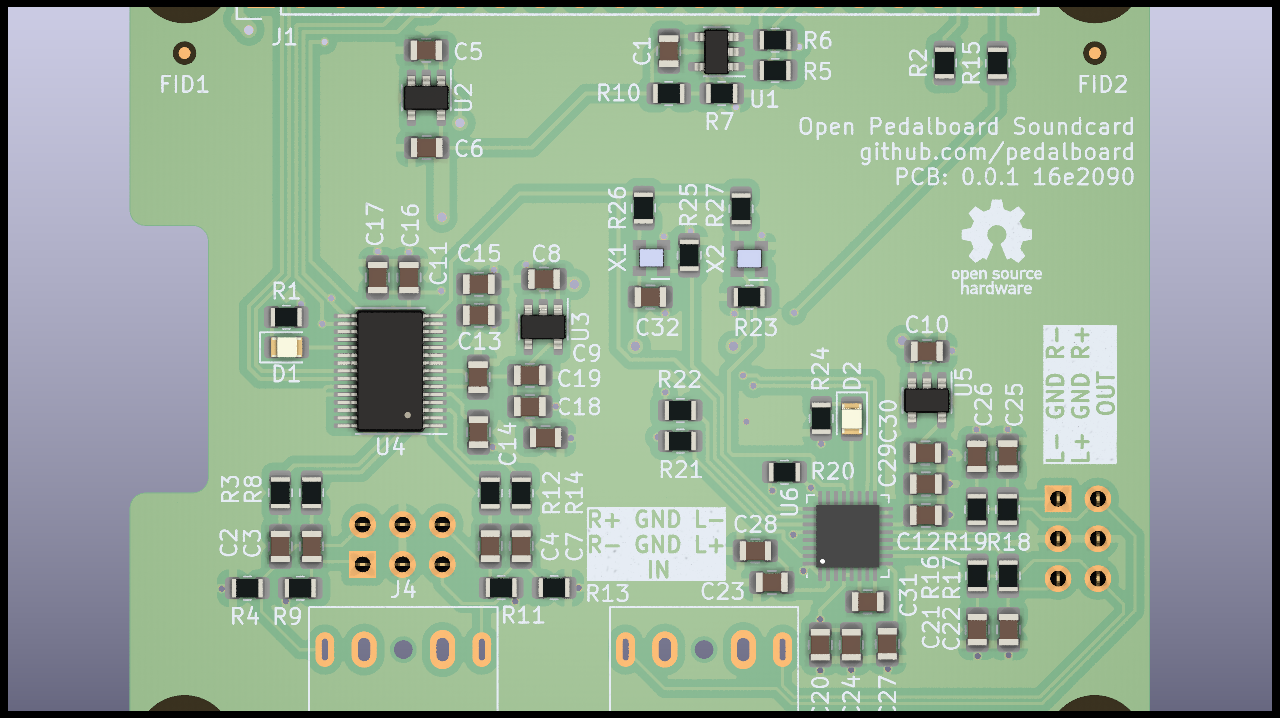 J1
C5
C1
R6
R2
R15
FID1
U2
R10
R5
U1
FID2
R7
C6
Open Pedalboard Soundcard
github.com/pedalboard
PCB: 0.0.1 16e2090
R26
R25
R27
C17
C16
C11
C15
C8
X1
X2
open source
hardware
R1
C32
R23
U3
C13
C10
D1
C9
C19
R22
R24
D2
U5
C26
C25
L- GND R-
L+ GND R+
OUT
C18
U4
C14
R21
C30
C29
R20
R3
R8
R12
R14
U6
R+ GND L-
R- GND L+
IN
C28
C2
C3
C4
C7
C12
R19
R18
J4
R4
R9
R11
R13
C23
C31
R16
R17
C21
C22
C20
C24
C27